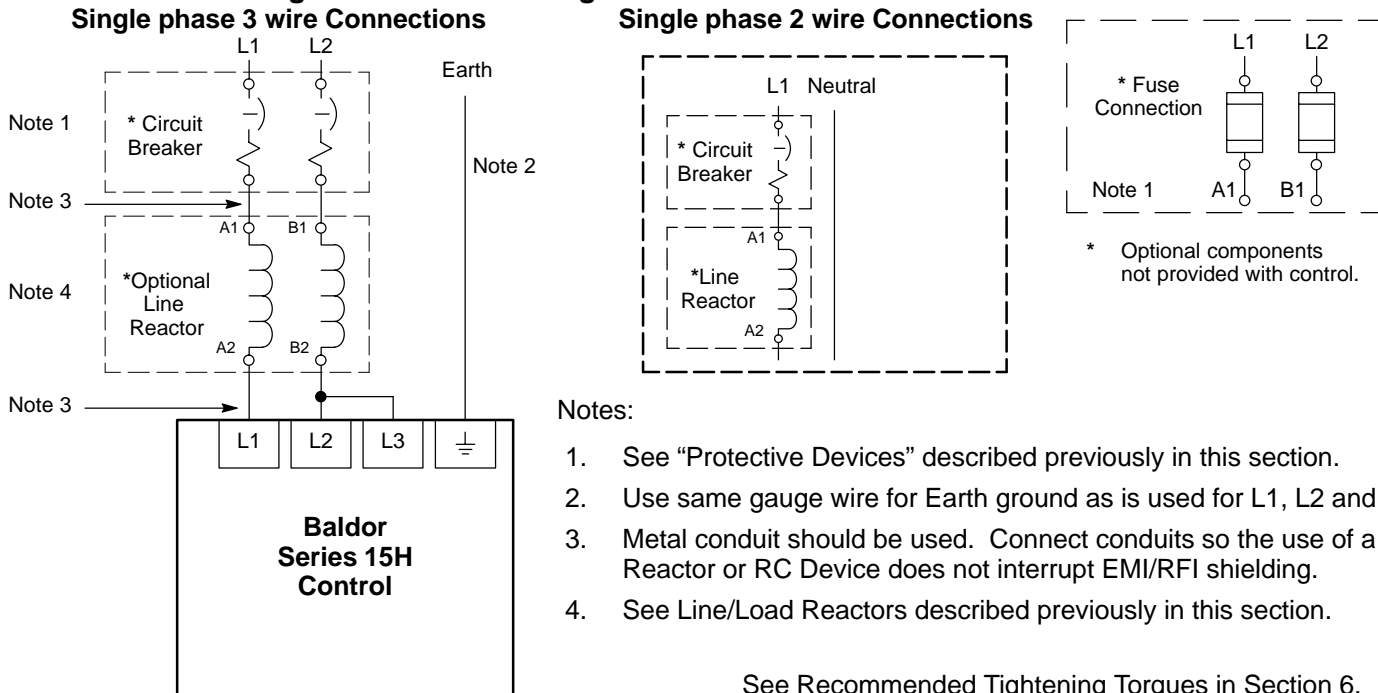 Single phase 3 wire Connections
L1 L2
Earth
Note 1
* Circuit
Breaker
Note 2
Note 3
A1 B1
Note 4
*Optional
Line
Reactor
A2 B2
Note 3
L1 L2 L3
Baldor
Series 15H
Control
Single phase 2 wire Connections
L1 Neutral
* Circuit
Breaker
A1
*Line
Reactor
A2
L1 L2
* Fuse
Connection
Note 1 A1 B1
* Optional components
not provided with control.
Notes:
1. See “Protective Devices” described previously in this section.
2. Use same gauge wire for Earth ground as is used for L1, L2 and
3. Metal conduit should be used. Connect conduits so the use of a
Reactor or RC Device does not interrupt EMI/RFI shielding.
4. See Line/Load Reactors described previously in this section.
See Recommended Tightening Torques in Section 6.